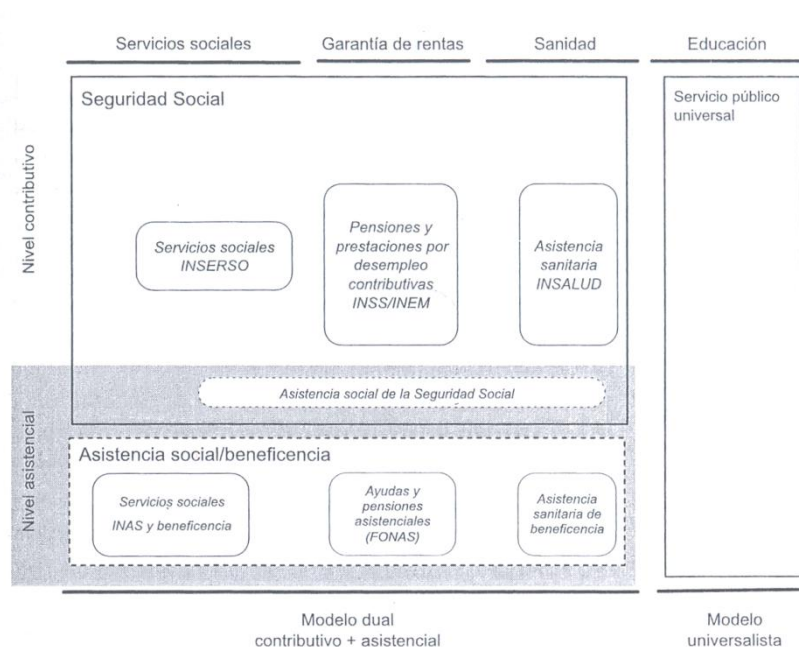 Servicios sociales
Garantía de rentas
Sanidad
Educación
Nivel contributivo
Seguridad Social
Servicio público
universal
Servicios sociales
INSERSO
Pensiones y
prestaciones por
desempleo
contributivas
INSS/INEM
Asistencia
sanitaria
INSALUD
Nivel asistencial
Asistencia social de la Seguridad Social
Asistencia social/beneficencia
Servicios sociales
INAS y beneficencia
Ayudas y
pensiones
asistenciales
(FONAS)
Asistencia
sanitaria de
beneficencia
Modelo dual
contributivo + asistencial
Modelo
universalista